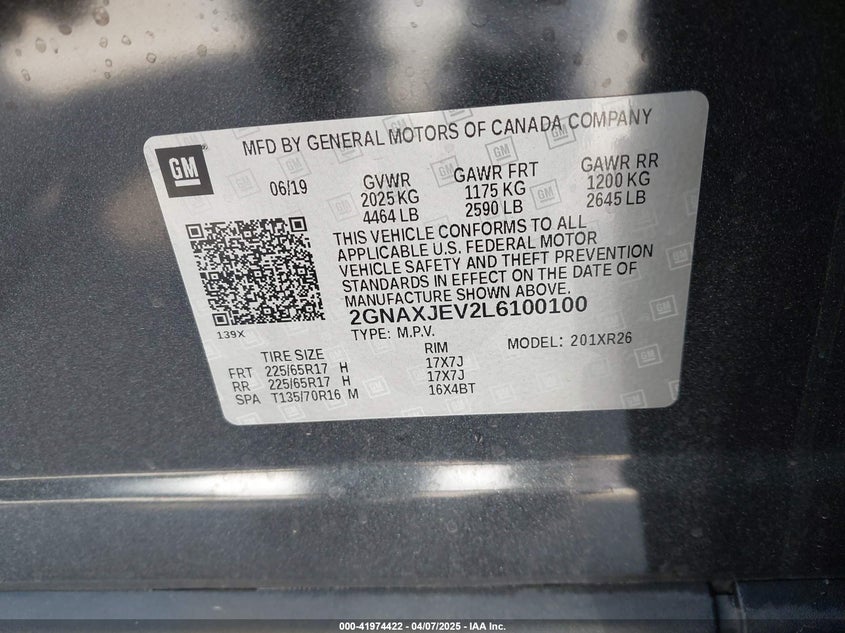 MFD BY GENERAL MOTORS OF CANADA COMPANY
GM
06/19
GVWR GAWR FRT GAWR RR
2025 KG 1175 KG 1200 KG
4464 LB 2590 LB 2645 LB
THIS VEHICLE CONFORMS TO ALL
APPLICABLE U.S. FEDERAL MOTOR
VEHICLE SAFETY AND THEFT PREVENTION
STANDARDS IN EFFECT ON THE DATE OF
MANUFACTURE SHOWN ABOVE.
2GNAXJEV2L6100100
139X
TYPE: M.P.V. MODEL: 201XR26
TIRE SIZE RIM
FRT 225/65R17 H 17X7J
RR 225/65R17 H 17X7J
SPA T135/70R16 M 16X4BT
000-41974422 - 04/07/2025 - IAA Inc.